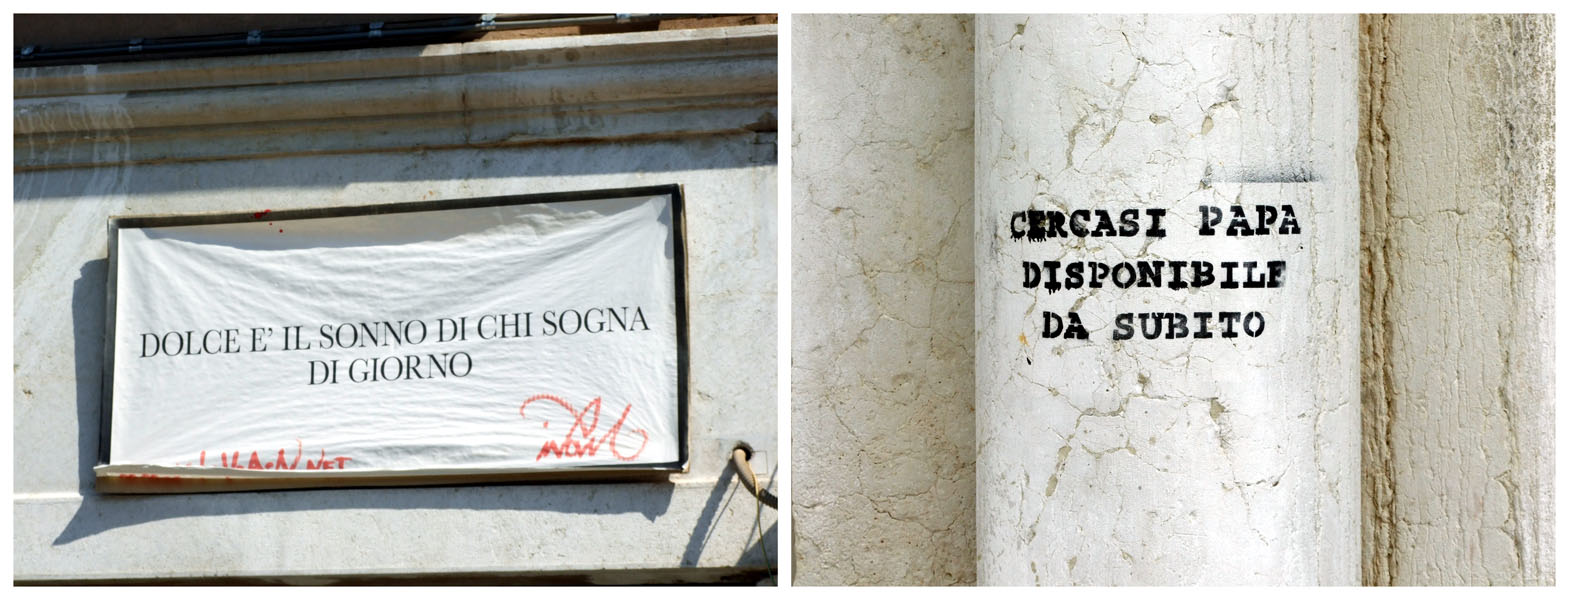 DOLCE E' IL SONNO DI CHI SOGNA
DI GIORNO
CERCASI PAPA
DISPONIBILE
DA SUBITO